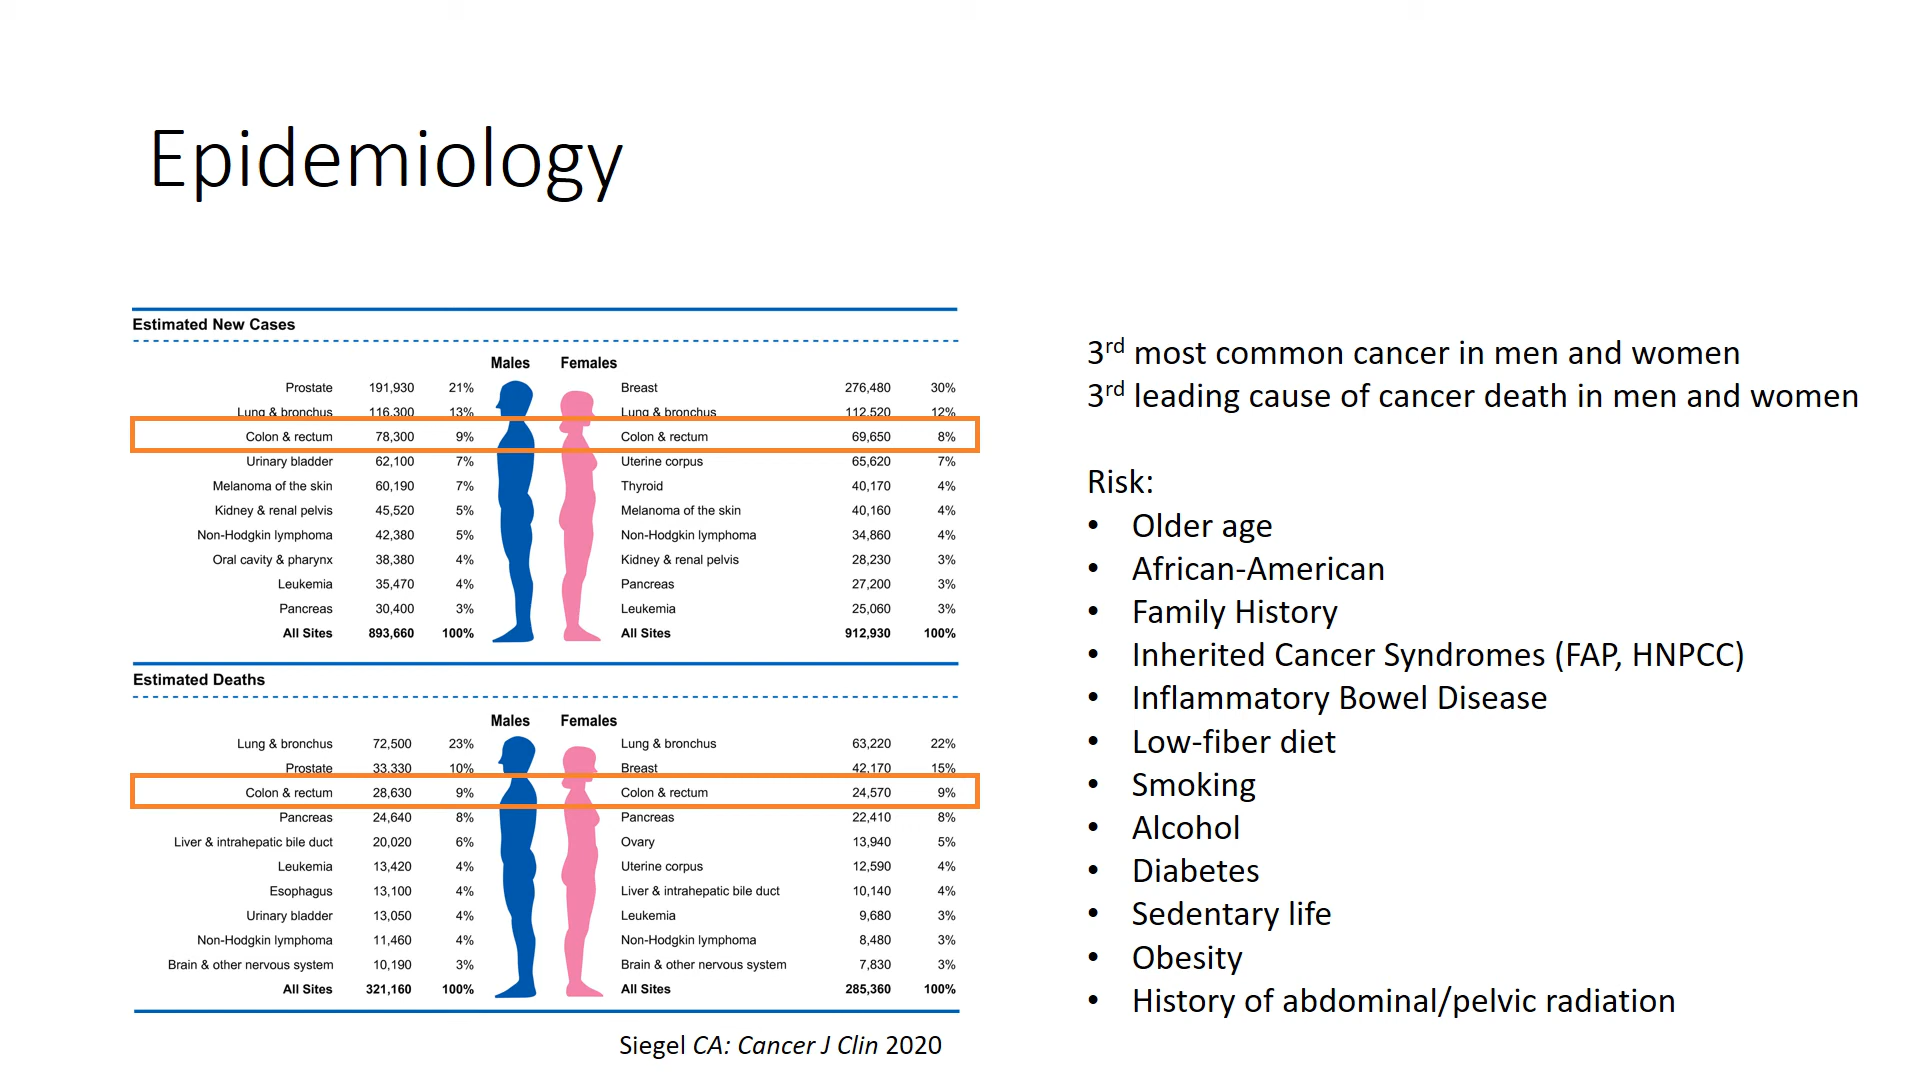 Epidemiology
Estimated New Cases
Males Females
Prostate 191,930 21% Breast 276,480 30%
Lung & bronchus 116,300 13% Lung & bronchus 112,520 12%
Colon & rectum 78,300 9% Colon & rectum 69,650 8%
Urinary bladder 62,100 7% Uterine corpus 65,620 7%
Melanoma of the skin 60,190 7% Thyroid 40,170 4%
Kidney & renal pelvis 45,520 5% Melanoma of the skin 40,160 4%
Non-Hodgkin lymphoma 42,380 5% Non-Hodgkin lymphoma 34,860 4%
Oral cavity & pharynx 38,380 4% Kidney & renal pelvis 28,230 3%
Leukemia 35,470 4% Pancreas 27,200 3%
Pancreas 30,400 3% Leukemia 25,060 3%
All Sites 893,660 100% All Sites 912,930 100%
Estimated Deaths
Males Females
Lung & bronchus 72,500 23% Lung & bronchus 63,220 22%
Prostate 33,330 10% Breast 42,170 15%
Colon & rectum 28,630 9% Colon & rectum 24,570 9%
Pancreas 24,640 8% Pancreas 22,410 8%
Liver & intrahepatic bile duct 20,020 6% Ovary 13,940 5%
Leukemia 13,420 4% Uterine corpus 12,590 4%
Esophagus 13,100 4% Liver & intrahepatic bile duct 10,140 4%
Urinary bladder 13,050 4% Leukemia 9,680 3%
Non-Hodgkin lymphoma 11,460 4% Non-Hodgkin lymphoma 8,480 3%
Brain & other nervous system 10,190 3% Brain & other nervous system 7,830 3%
All Sites 321,160 100% All Sites 285,360 100%
Siegel CA: Cancer J Clin 2020
3rd most common cancer in men and women
3rd leading cause of cancer death in men and women
Risk:
• Older age
• African-American
• Family History
• Inherited Cancer Syndromes (FAP, HNPCC)
• Inflammatory Bowel Disease
• Low-fiber diet
• Smoking
• Alcohol
• Diabetes
• Sedentary life
• Obesity
• History of abdominal/pelvic radiation